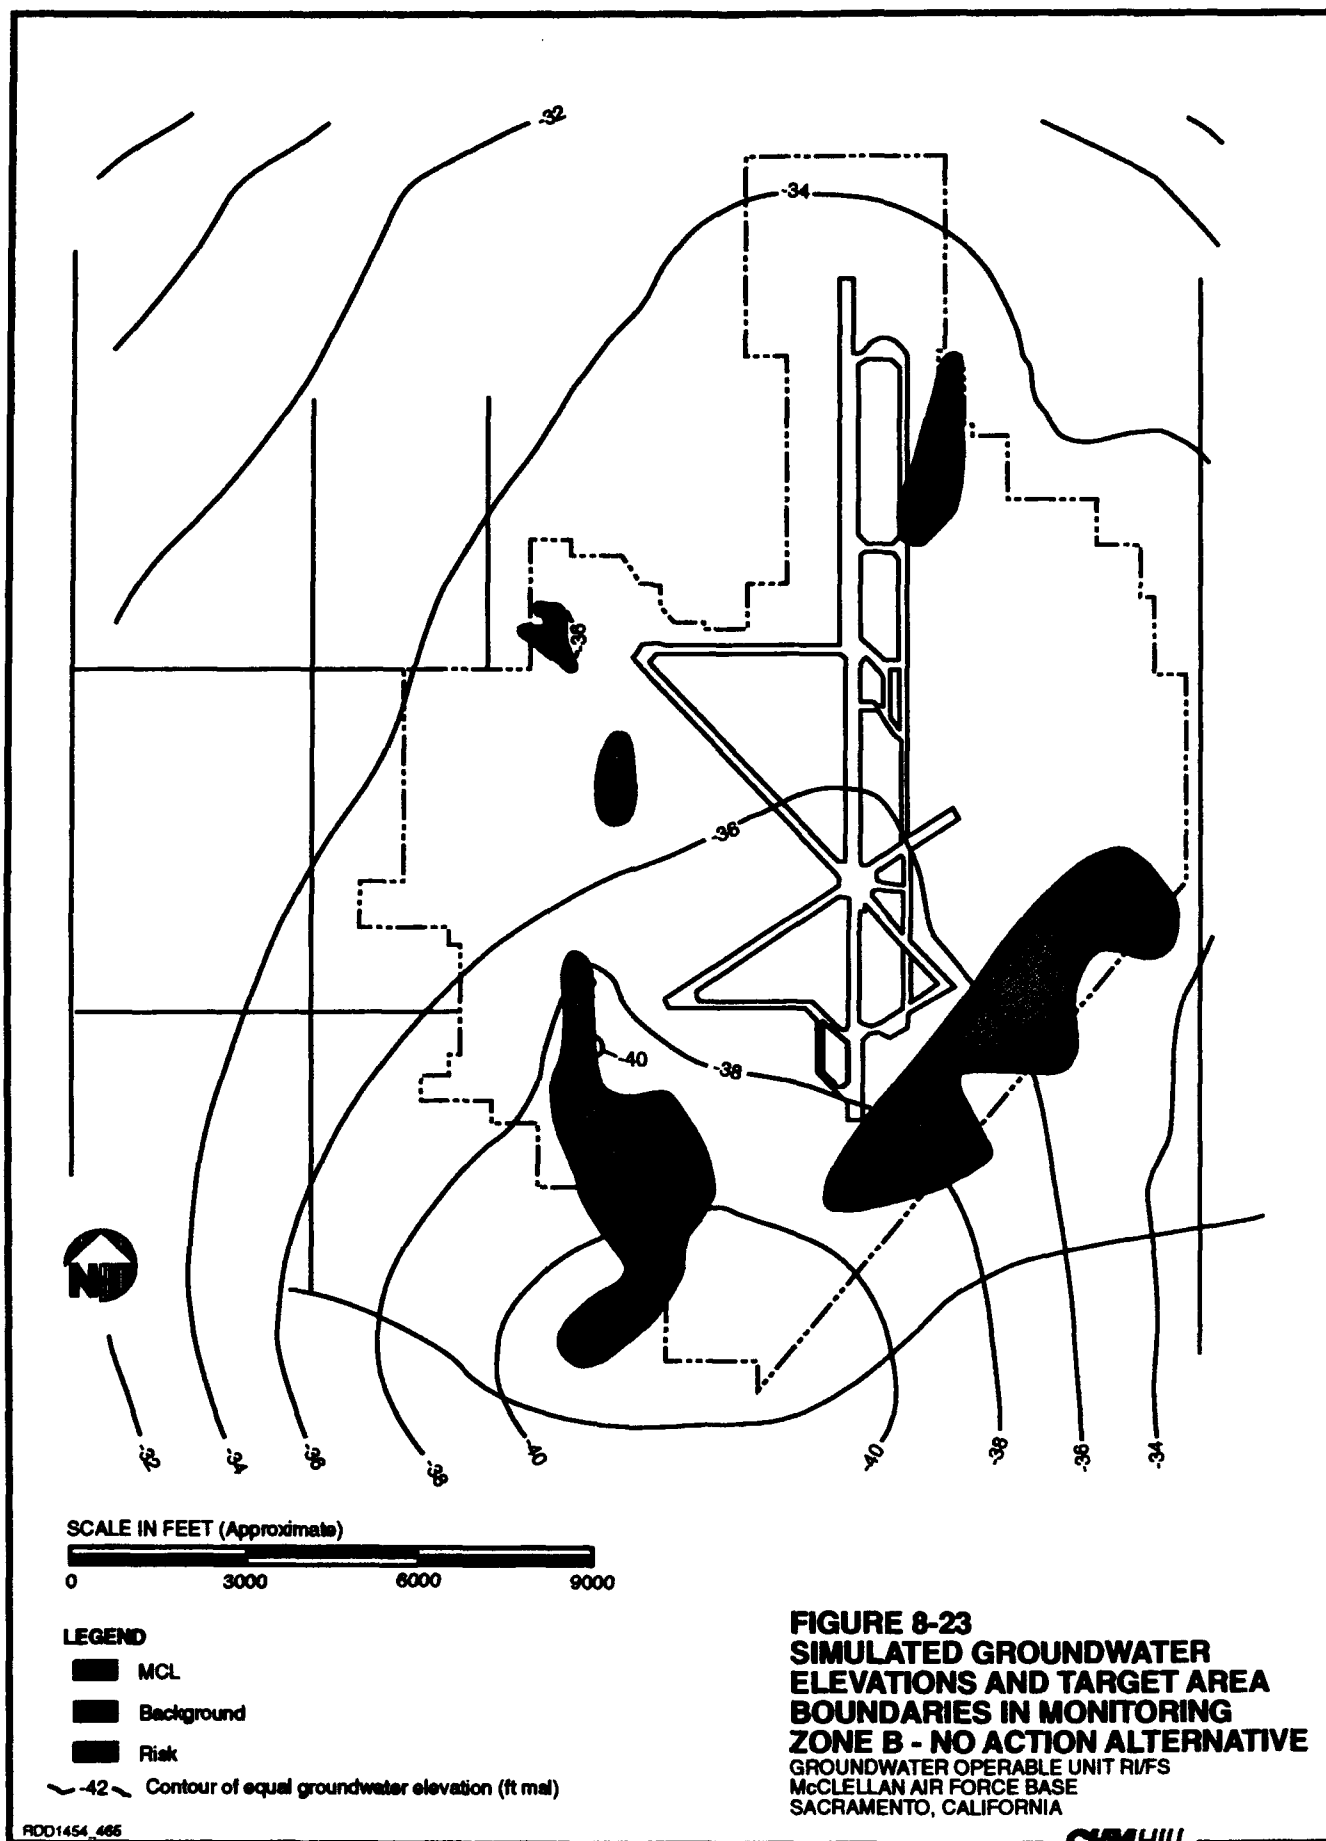 -32
-34
-36
-36
-40
-38
-32
-34
-36
-38
-40
-40
-38
-36
-34
SCALE IN FEET (Approximate)
0 3000 6000 9000
LEGEND
MCL
Background
Risk
-42 Contour of equal groundwater elevation (ft msl)
FIGURE 8-23
SIMULATED GROUNDWATER
ELEVATIONS AND TARGET AREA
BOUNDARIES IN MONITORING
ZONE B - NO ACTION ALTERNATIVE
GROUNDWATER OPERABLE UNIT RI/FS
McCLELLAN AIR FORCE BASE
SACRAMENTO, CALIFORNIA
RDD1454_465
CH2M HILL